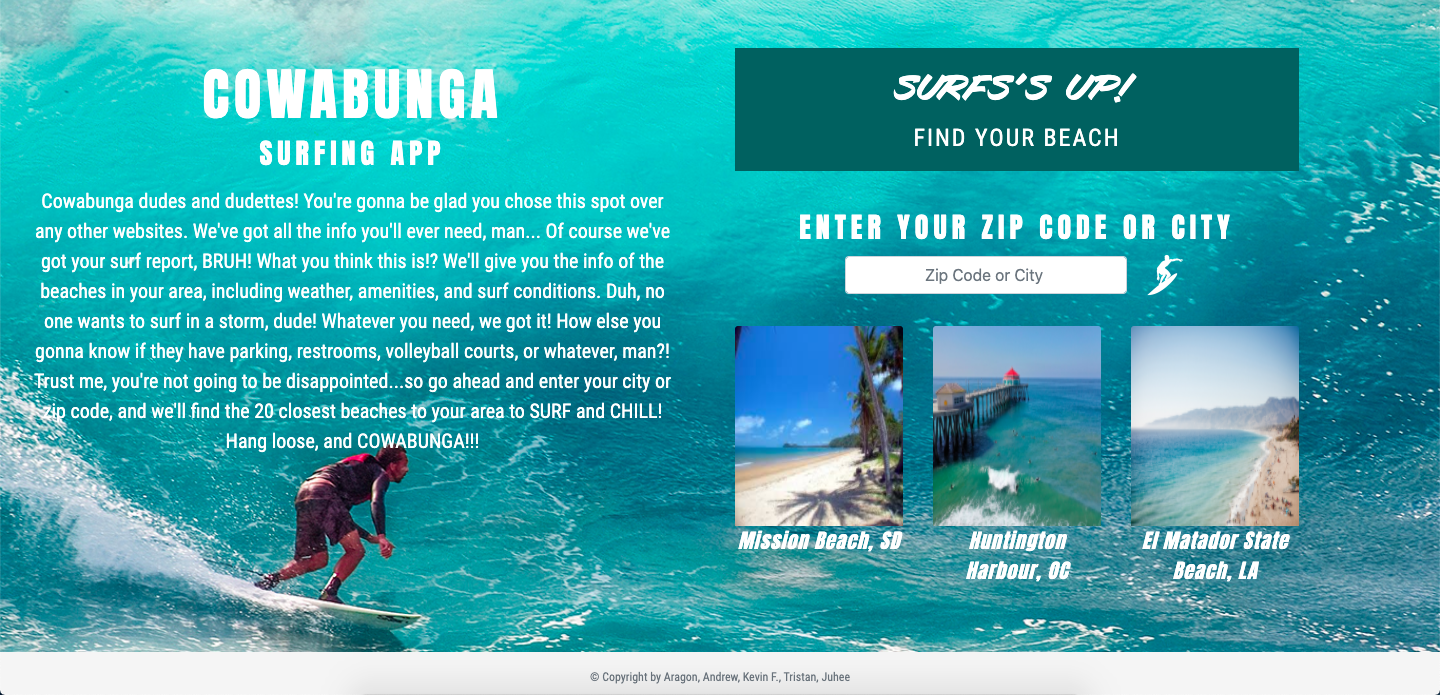 COWABUNGA
SURFING APP
Cowabunga dudes and dudettes! You're gonna be glad you chose this spot over
any other websites. We've got all the info you'll ever need, man... Of course we've
got your surf report, BRUH! What you think this is!? We'll give you the info of the
beaches in your area, including weather, amenities, and surf conditions. Duh, no
one wants to surf in a storm, dude! Whatever you need, we got it! How else you
gonna know if they have parking, restrooms, volleyball courts, or whatever, man?!
Trust me, you're not going to be disappointed...so go ahead and enter your city or
zip code, and we'll find the 20 closest beaches to your area to SURF and CHILL!
Hang loose, and COWABUNGA!!!
SURFS'S UP!
FIND YOUR BEACH
ENTER YOUR ZIP CODE OR CITY
Zip Code or City
Mission Beach, SD
Huntington
Harbour, OC
El Matador State
Beach, LA
© Copyright by Aragon, Andrew, Kevin F., Tristan, Juhee